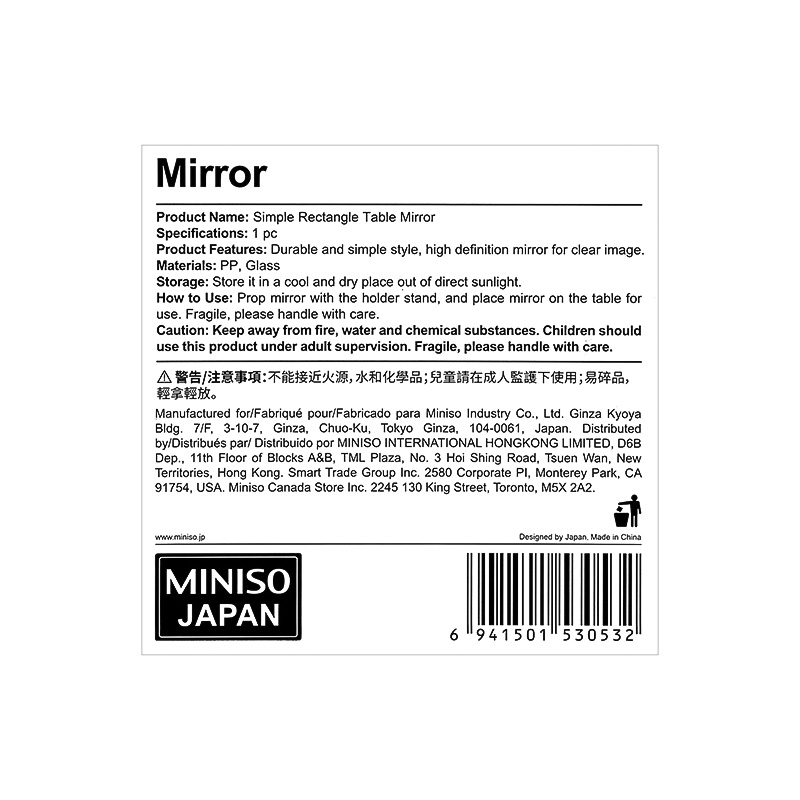 Mirror
Product Name: Simple Rectangle Table Mirror
Specifications: 1 pc
Product Features: Durable and simple style, high definition mirror for clear image.
Materials: PP, Glass
Storage: Store it in a cool and dry place out of direct sunlight.
How to Use: Prop mirror with the holder stand, and place mirror on the table for
use. Fragile, please handle with care.
Caution: Keep away from fire, water and chemical substances. Children should
use this product under adult supervision. Fragile, please handle with care.
⚠ 警告/注意事項:不能接近火源,水和化學品;兒童請在成人監護下使用;易碎品,
輕拿輕放。
Manufactured for/Fabriqué pour/Fabricado para Miniso Industry Co., Ltd. Ginza Kyoya
Bldg. 7/F, 3-10-7, Ginza, Chuo-Ku, Tokyo Ginza, 104-0061, Japan. Distributed
by/Distribués par/ Distribuido por MINISO INTERNATIONAL HONGKONG LIMITED, D6B
Dep., 11th Floor of Blocks A&B, TML Plaza, No. 3 Hoi Shing Road, Tsuen Wan, New
Territories, Hong Kong. Smart Trade Group Inc. 2580 Corporate Pl, Monterey Park, CA
91754, USA. Miniso Canada Store Inc. 2245 130 King Street, Toronto, M5X 2A2.
www.miniso.jp
Designed by Japan, Made in China
MINISO
JAPAN
6 941501 530532